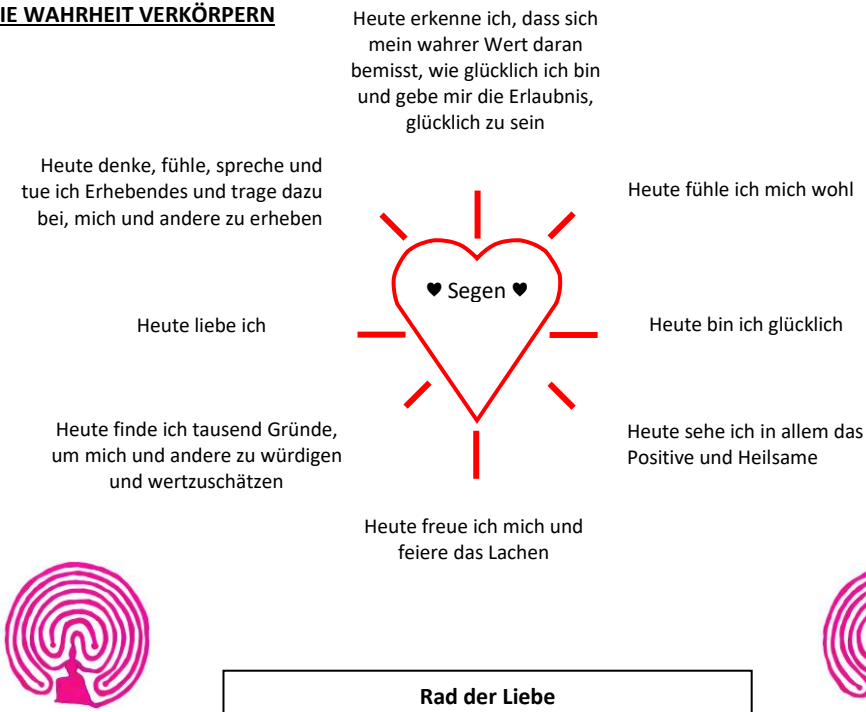 IE WAHRHEIT VERKÖRPERN
Heute erkenne ich, dass sich
mein wahrer Wert daran
bemisst, wie glücklich ich bin
und gebe mir die Erlaubnis,
glücklich zu sein
Heute denke, fühle, spreche und
tue ich Erhebendes und trage dazu
bei, mich und andere zu erheben
Heute fühle ich mich wohl
♥ Segen ♥
Heute liebe ich
Heute bin ich glücklich
Heute finde ich tausend Gründe,
um mich und andere zu würdigen
und wertzuschätzen
Heute sehe ich in allem das
Positive und Heilsame
Heute freue ich mich und
feiere das Lachen
Rad der Liebe